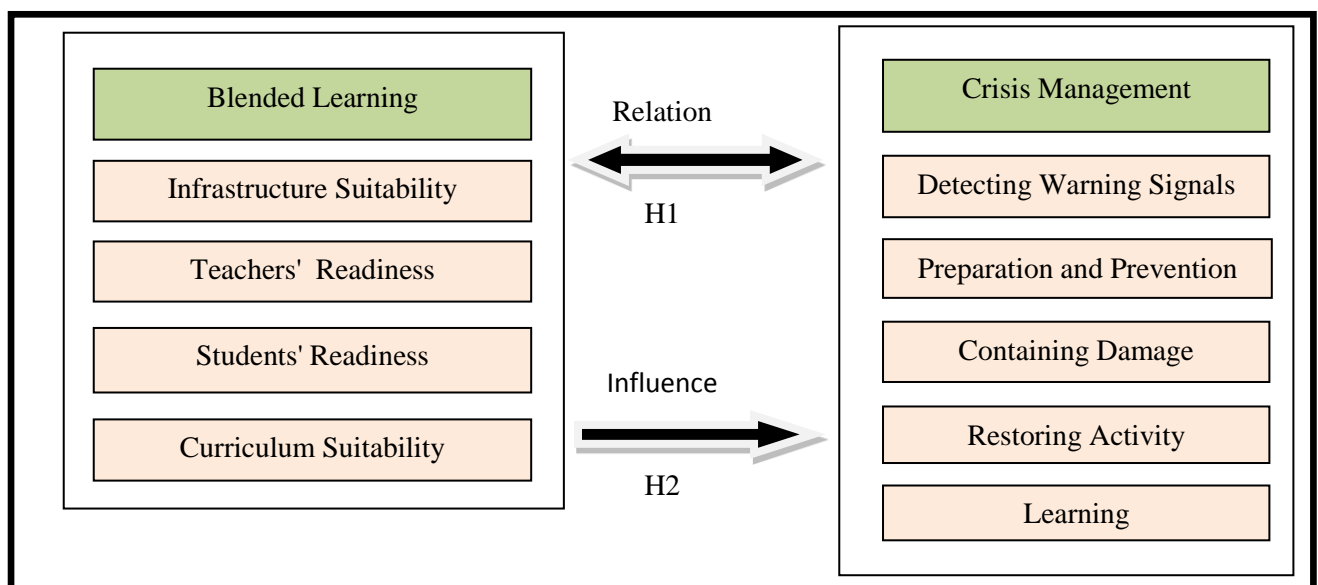 Blended Learning
Infrastructure Suitability
Teachers'  Readiness
Students' Readiness
Curriculum Suitability
Relation
H1
Influence
H2
Crisis Management
Detecting Warning Signals
Preparation and Prevention
Containing Damage
Restoring Activity
Learning